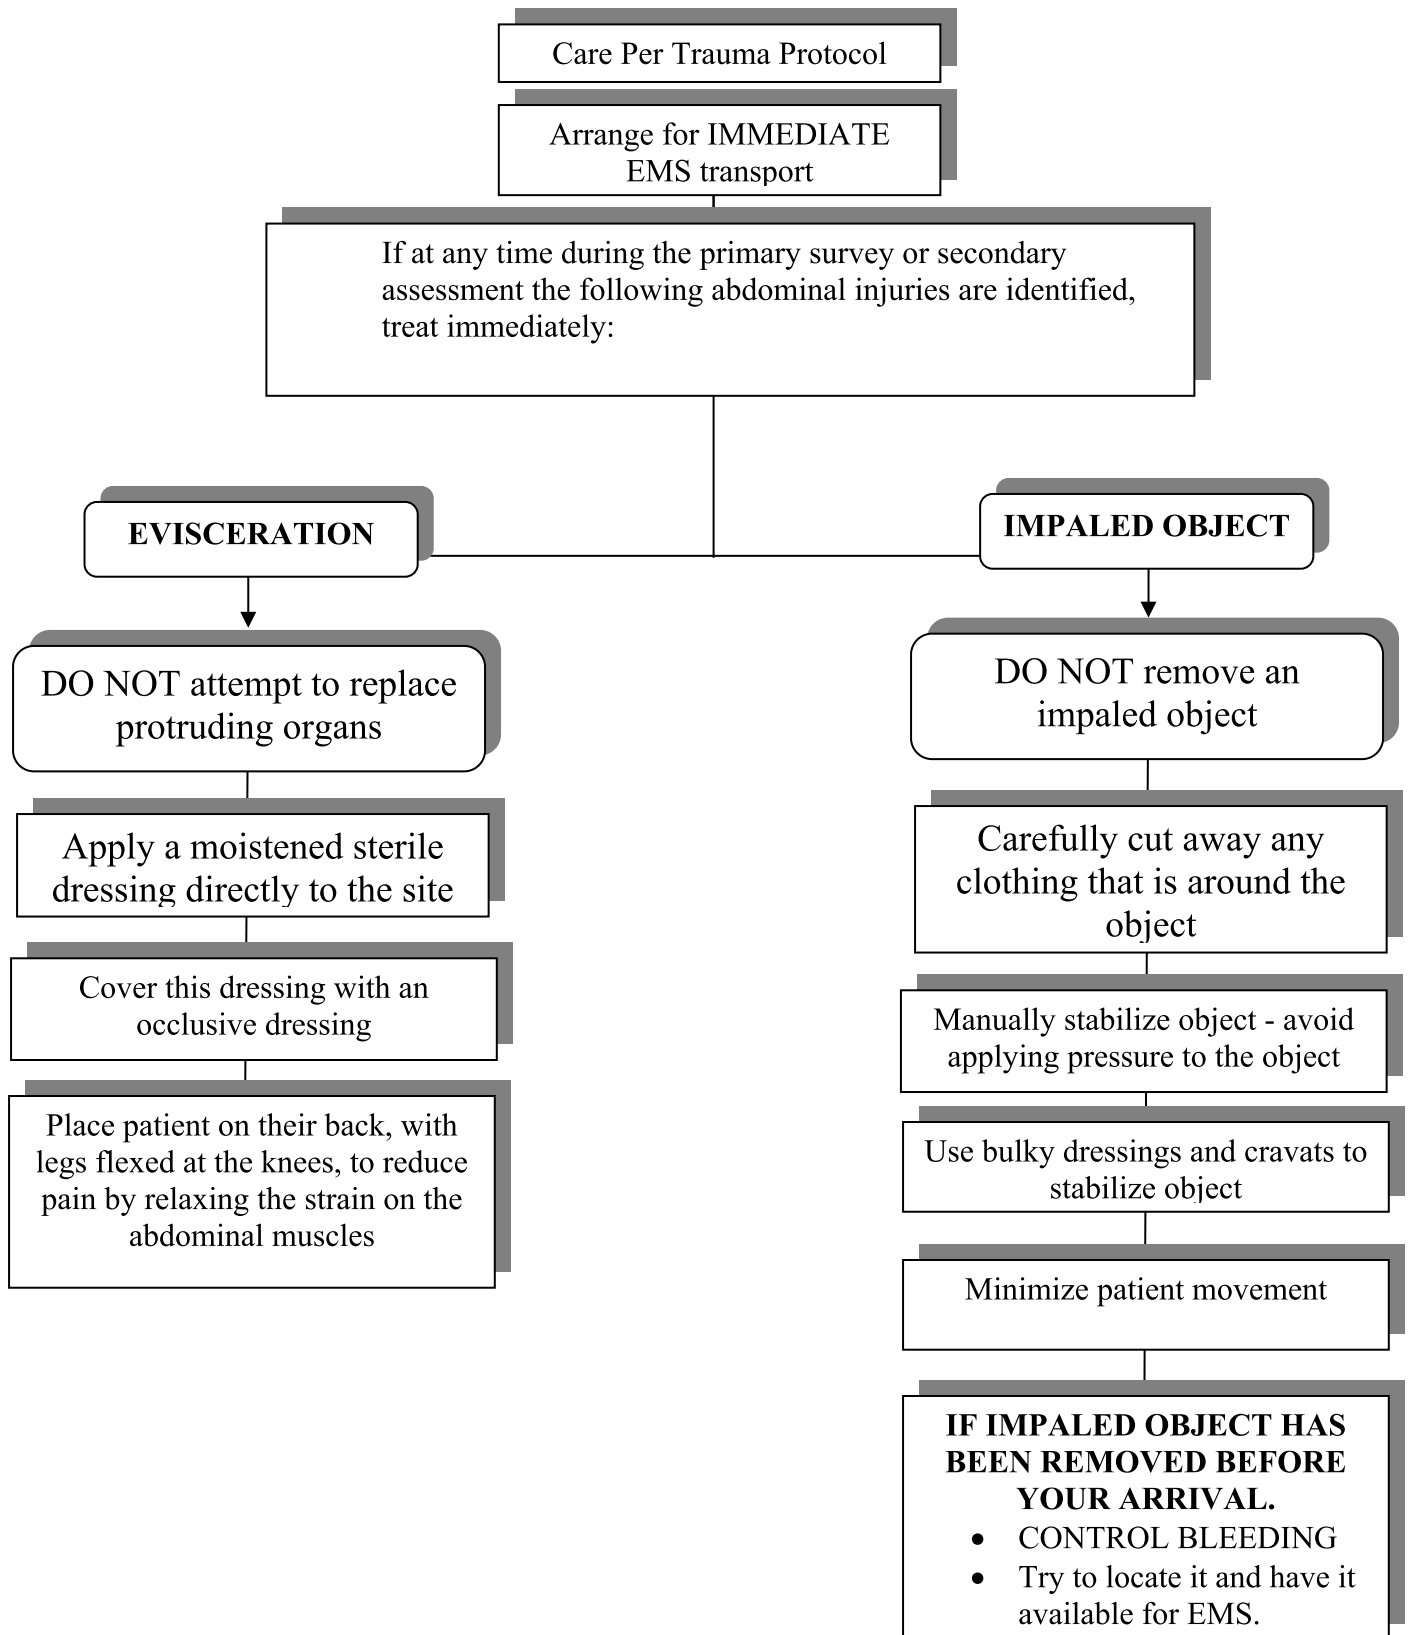 Care Per Trauma Protocol
Arrange for IMMEDIATE
EMS transport
If at any time during the primary survey or secondary
assessment the following abdominal injuries are identified,
treat immediately:
EVISCERATION
DO NOT attempt to replace
protruding organs
Apply a moistened sterile
dressing directly to the site
Cover this dressing with an
occlusive dressing
Place patient on their back, with
legs flexed at the knees, to reduce
pain by relaxing the strain on the
abdominal muscles
IMPALED OBJECT
DO NOT remove an
impaled object
Carefully cut away any
clothing that is around the
object
Manually stabilize object - avoid
applying pressure to the object
Use bulky dressings and cravats to
stabilize object
Minimize patient movement
IF IMPALED OBJECT HAS
BEEN REMOVED BEFORE
YOUR ARRIVAL.
• CONTROL BLEEDING
• Try to locate it and have it
available for EMS.